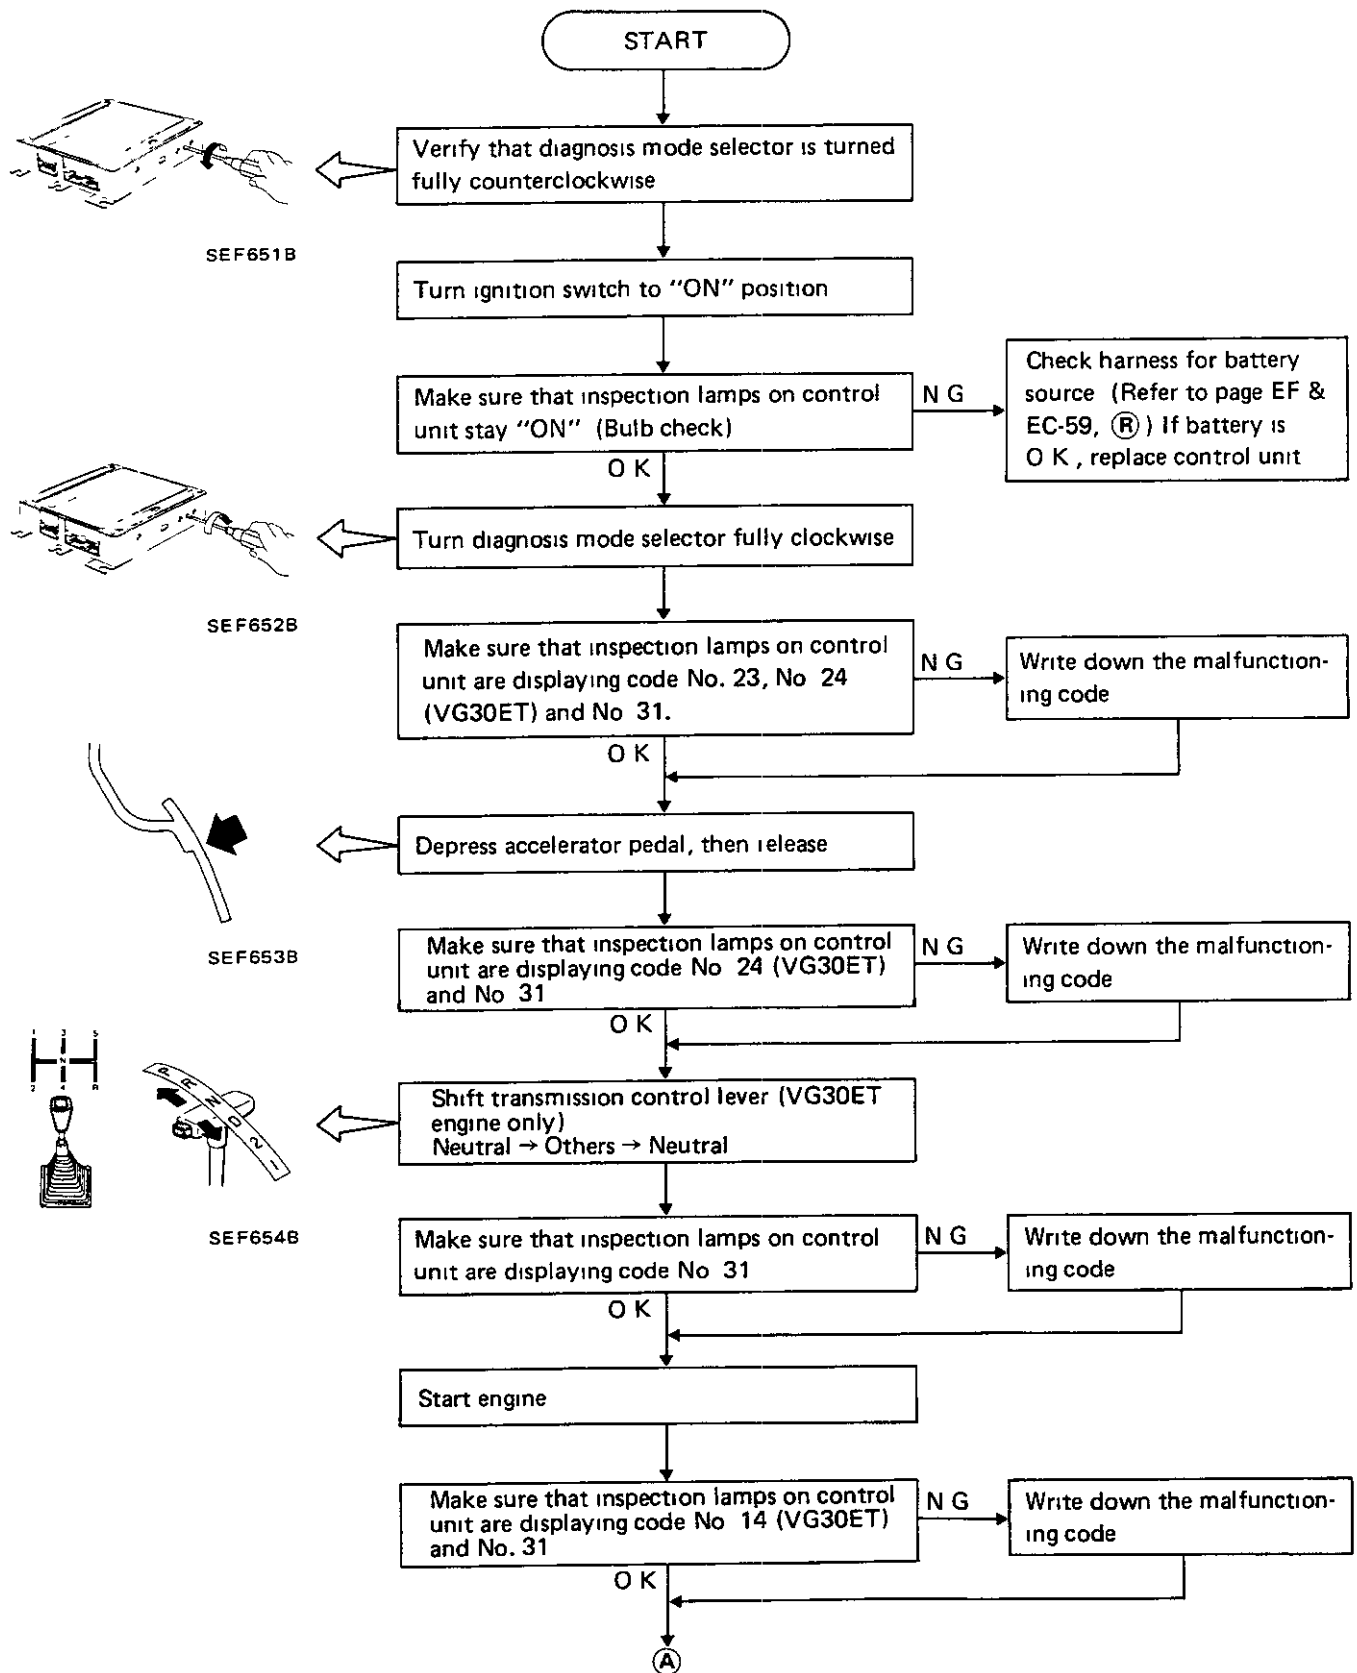 START
Verify that diagnosis mode selector is turned
fully counterclockwise
SEF651B
Turn ignition switch to "ON" position
Make sure that inspection lamps on control
unit stay "ON" (Bulb check)
N G
Check harness for battery
source (Refer to page EF &
EC-59, Ⓡ) If battery is
O K , replace control unit
O K
Turn diagnosis mode selector fully clockwise
SEF652B
Make sure that inspection lamps on control
unit are displaying code No. 23, No 24
(VG30ET) and No 31.
N G
Write down the malfunction-
ing code
O K
Depress accelerator pedal, then release
SEF653B
Make sure that inspection lamps on control
unit are displaying code No 24 (VG30ET)
and No 31
N G
Write down the malfunction-
ing code
O K
1 3 5
N
2 4 R
P R N D 2 1
Shift transmission control lever (VG30ET
engine only)
Neutral → Others → Neutral
SEF654B
Make sure that inspection lamps on control
unit are displaying code No 31
N G
Write down the malfunction-
ing code
O K
Start engine
Make sure that inspection lamps on control
unit are displaying code No 14 (VG30ET)
and No. 31
N G
Write down the malfunction-
ing code
O K
Ⓐ